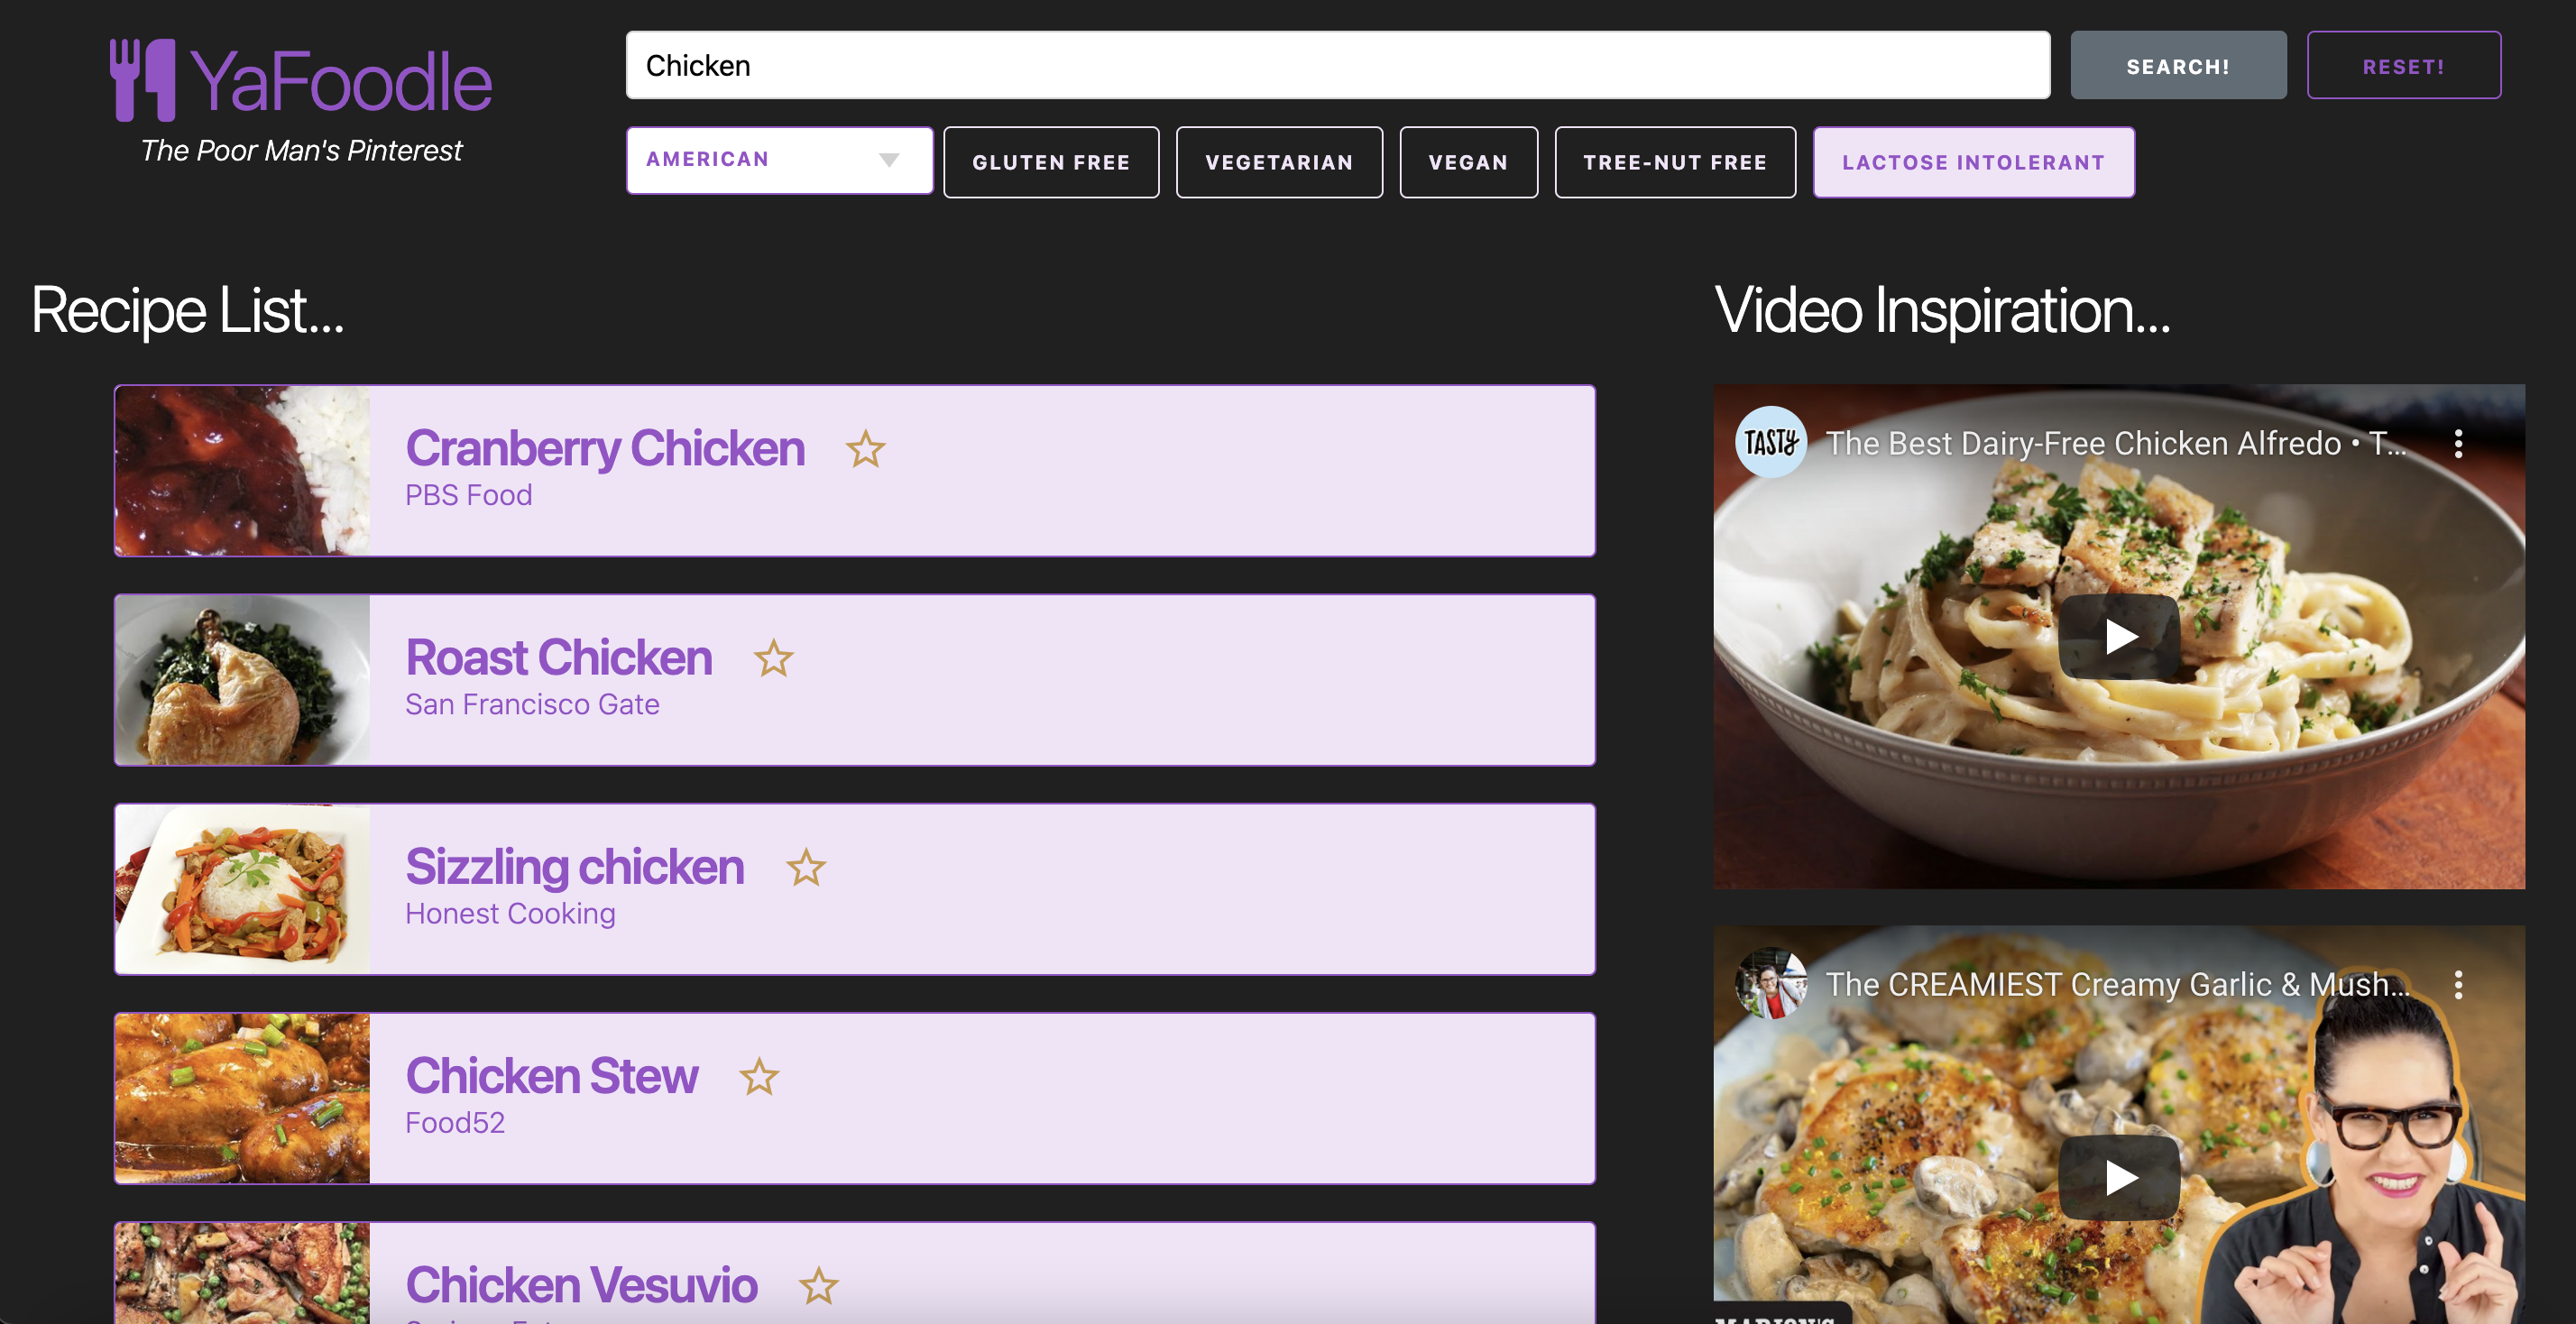 YaFoodle
The Poor Man's Pinterest
Chicken
SEARCH!
RESET!
AMERICAN
GLUTEN FREE
VEGETARIAN
VEGAN
TREE-NUT FREE
LACTOSE INTOLERANT
Recipe List...
Cranberry Chicken
PBS Food
Roast Chicken
San Francisco Gate
Sizzling chicken
Honest Cooking
Chicken Stew
Food52
Chicken Vesuvio
Video Inspiration...
TASTY
The Best Dairy-Free Chicken Alfredo • T...
The CREAMIEST Creamy Garlic & Mush...
MARION'S